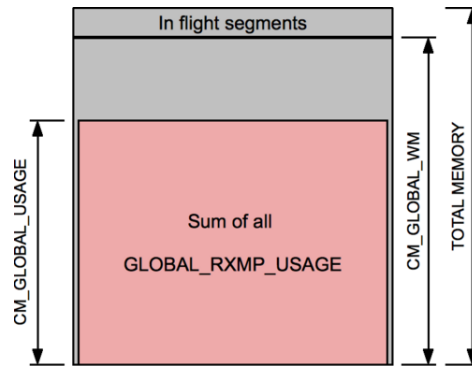 In flight segments
CM_GLOBAL_USAGE
Sum of all
GLOBAL_RXMP_USAGE
CM_GLOBAL_WM
TOTAL MEMORY